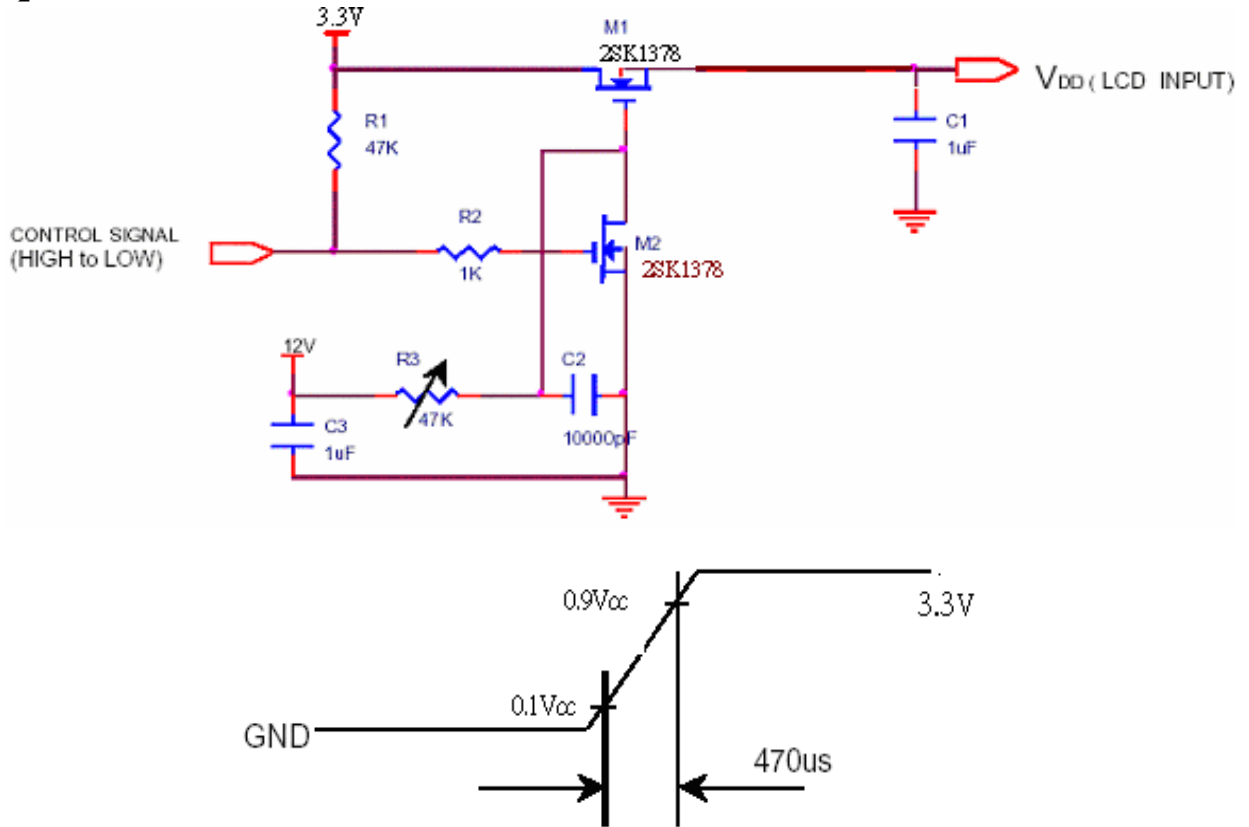 3.3V
M1
2SK1378
VDD ( LCD INPUT)
R1
47K
C1
1uF
CONTROL SIGNAL
(HIGH to LOW)
R2
1K
M2
2SK1378
12V
R3
47K
C2
10000pF
C3
1uF
0.9Vcc
3.3V
0.1Vcc
GND
470us